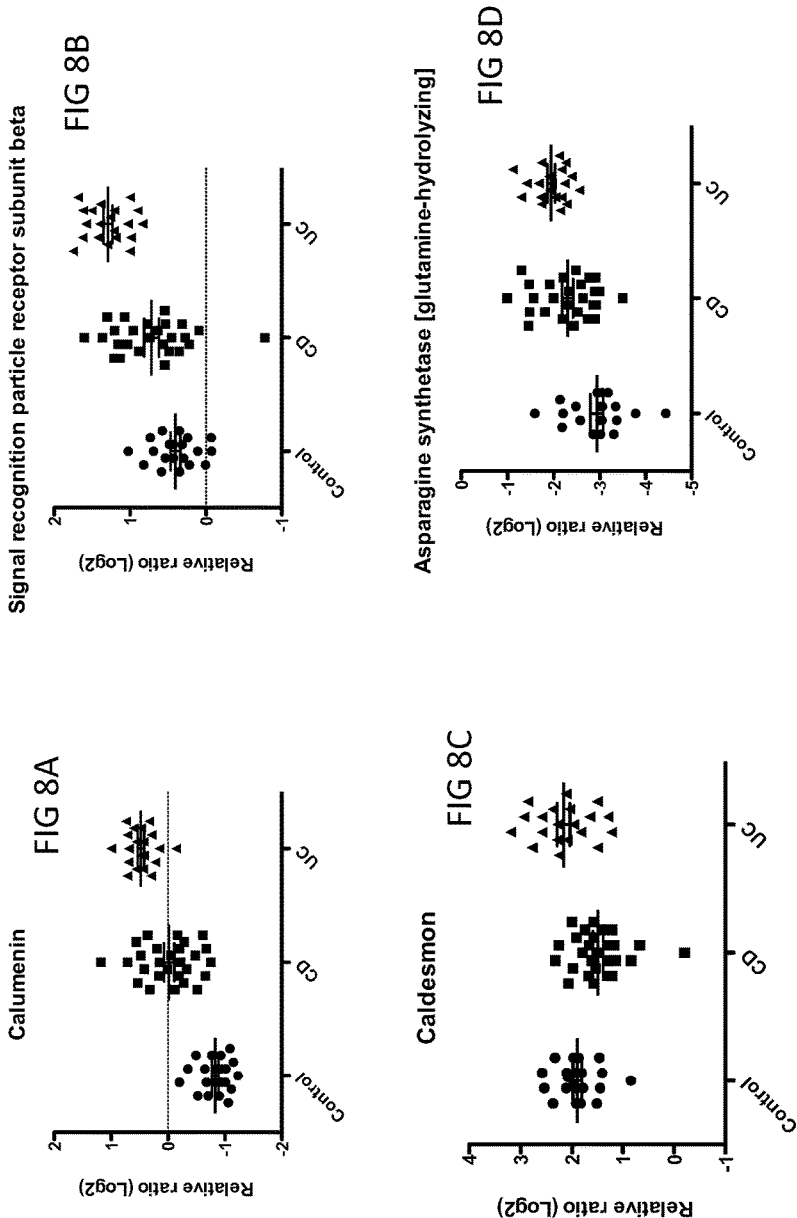 Calumenin
FIG 8A
Relative ratio (Log2)
2
1
0
-1
-2
Control
CD
UC
Signal recognition particle receptor subunit beta
FIG 8B
Relative ratio (Log2)
2
1
0
-1
Control
CD
UC
Caldesmon
FIG 8C
Relative ratio (Log2)
4
3
2
1
0
-1
Control
CD
UC
Asparagine synthetase [glutamine-hydrolyzing]
FIG 8D
Relative ratio (Log2)
0
-1
-2
-3
-4
-5
Control
CD
UC